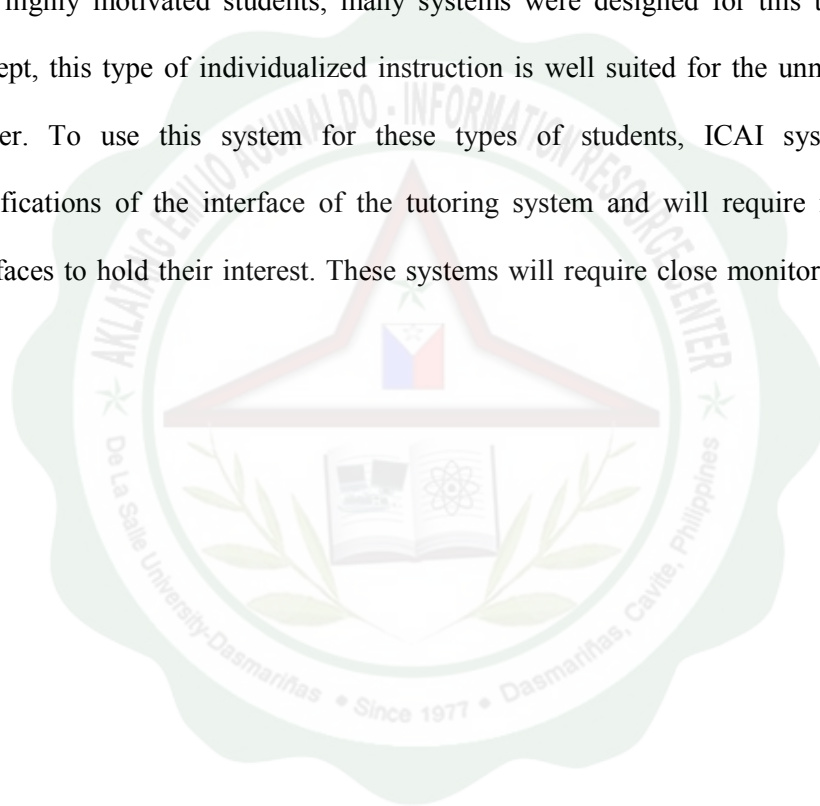 highly motivated students, many systems were designed for this
ept, this type of individualized instruction is well suited for the
er. To use this system for these types of students, ICAI
fications of the interface of the tutoring system and will require
faces to hold their interest. These systems will require close
AKLATANG EMILIO AGUINALDO - INFORMATION RESOURCE CENTER
De La Salle University-Dasmariñas • Since 1977 • Dasmariñas, Cavite, Philippines